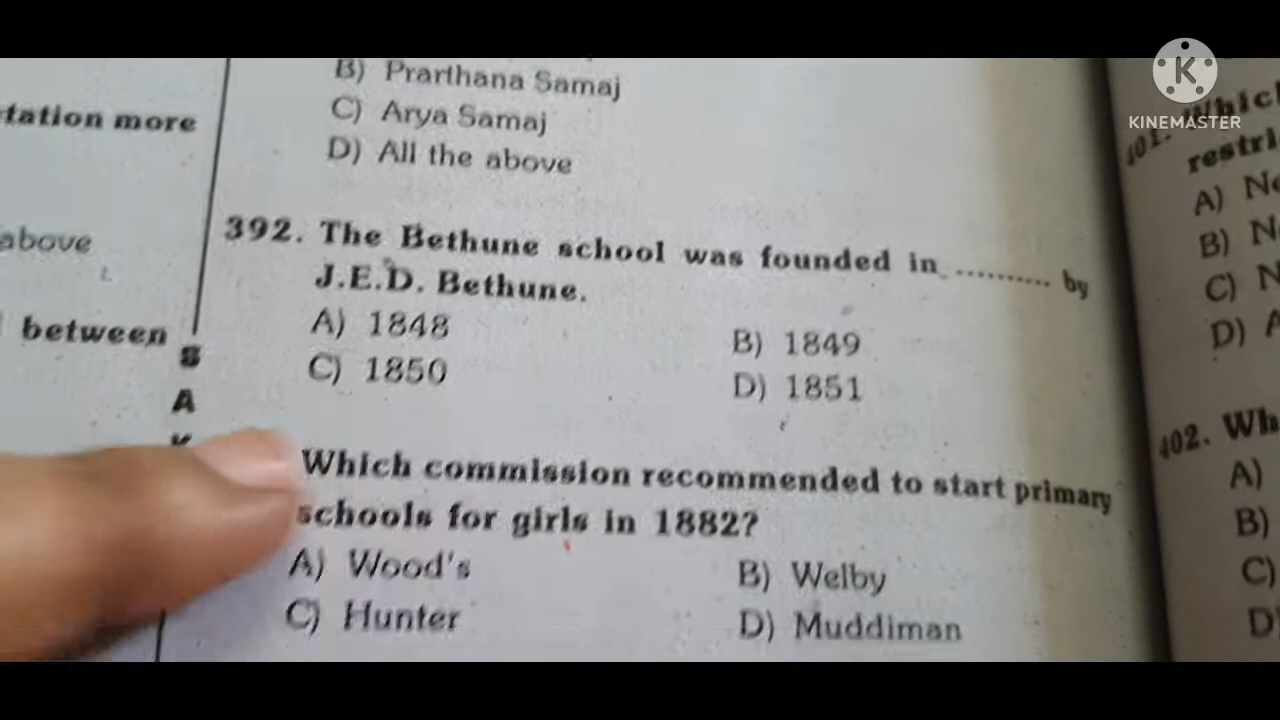 tation more
above
between
B) Prarthana Samaj
C) Arya Samaj
D) All the above
392. The Bethune school was founded in .......... by
J.E.D. Bethune.
A) 1848
B) 1849
C) 1850
D) 1851
S
A
Which commission recommended to start primary
schools for girls in 1882?
A) Wood's
B) Welby
C) Hunter
D) Muddiman
K
KINEMASTER
401.
restri
A)
B) N
C) N
D) A
402. Wh
A)
B)
C)
D